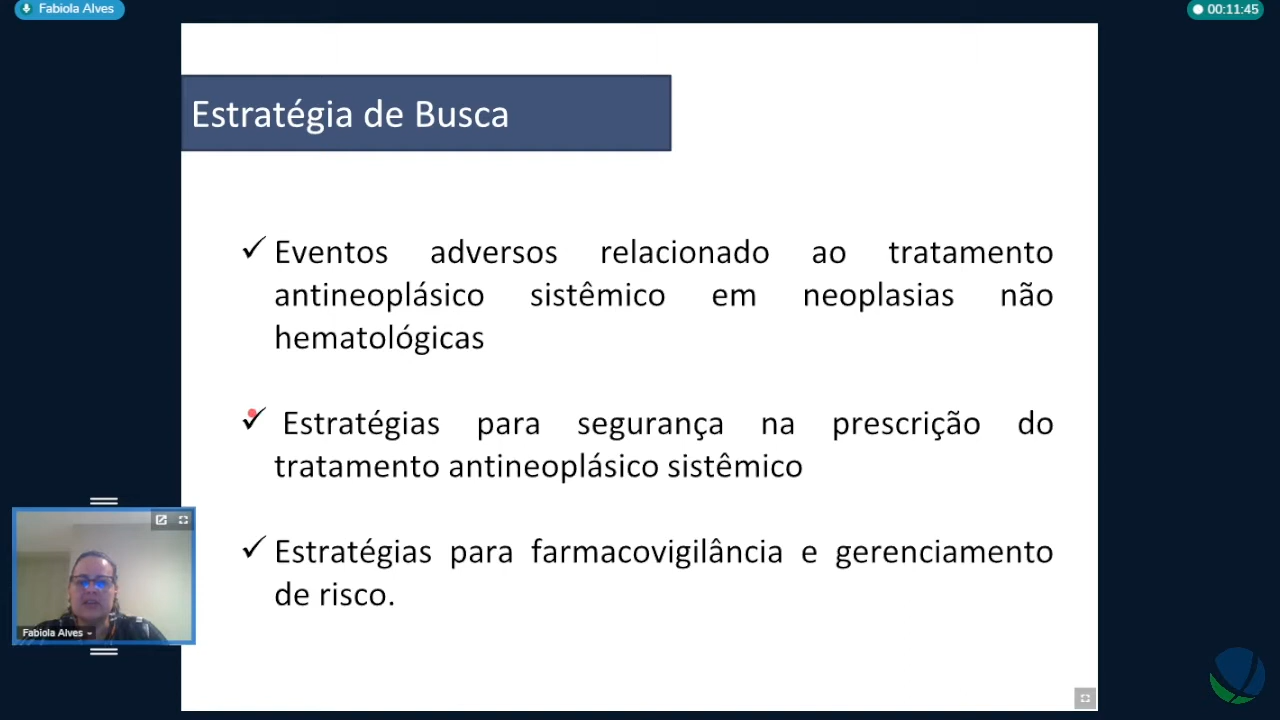 Fabiola Alves
00:11:45
Estratégia de Busca
✓ Eventos adversos relacionado ao tratamento
antineoplásico sistêmico em neoplasias não
hematológicas
✓ Estratégias para segurança na prescrição do
tratamento antineoplásico sistêmico
✓ Estratégias para farmacovigilância e gerenciamento
de risco.
Fabiola Alves